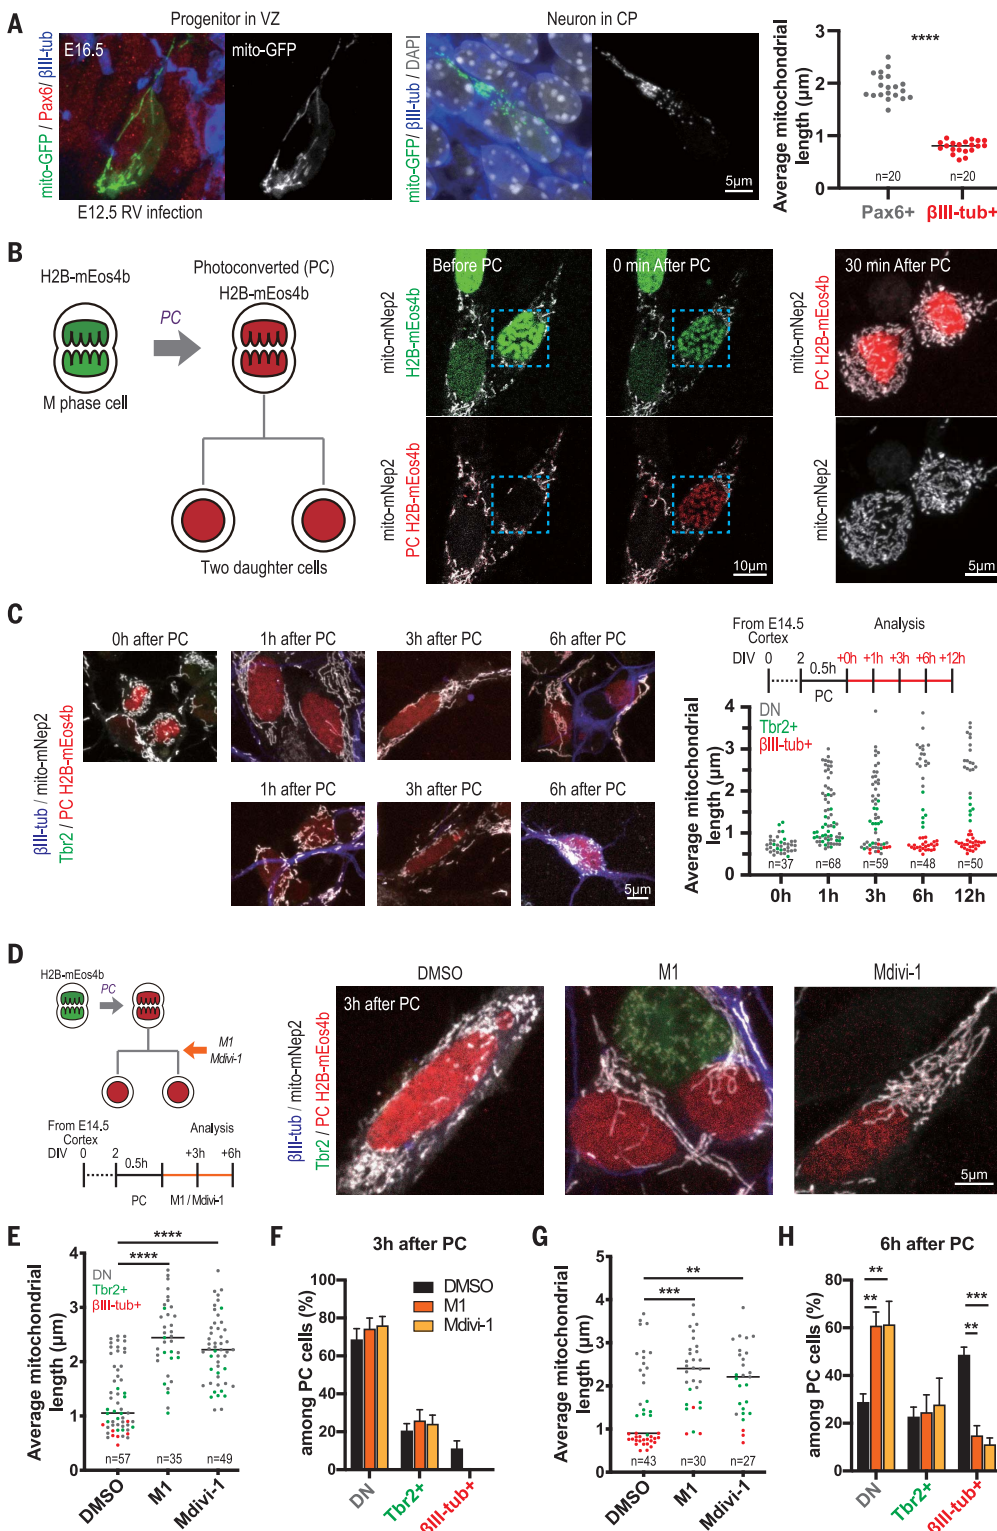 A
Progenitor in VZ
Neuron in CP
mito-GFP / Pax6/ βIII-tub
E16.5
mito-GFP
E12.5 RV infection
mito-GFP/ βIII-tub / DAPI
5μm
Average mitochondrial
length (μm)
3
2
1
0
****
n=20
n=20
Pax6+
βIII-tub+
B
H2B-mEos4b
Photoconverted (PC)
H2B-mEos4b
PC
M phase cell
Two daughter cells
mito-mNep2
H2B-mEos4b
Before PC
0 min After PC
mito-mNep2
PC H2B-mEos4b
10μm
mito-mNep2
PC H2B-mEos4b
30 min After PC
mito-mNep2
5μm
C
βIII-tub / mito-mNep2
Tbr2 / PC H2B-mEos4b
0h after PC
1h after PC
3h after PC
6h after PC
1h after PC
3h after PC
6h after PC
5μm
From E14.5
Cortex
Analysis
DIV
0
2
0.5h
+0h
+1h
+3h
+6h
+12h
PC
Average mitochondrial
length (μm)
4
3
2
1
0
DN
Tbr2+
βIII-tub+
n=37
n=68
n=59
n=48
n=50
0h
1h
3h
6h
12h
D
H2B-mEos4b
PC
M1
Mdivi-1
From E14.5
Cortex
Analysis
DIV
0
2
0.5h
+3h
+6h
PC
M1 / Mdivi-1
βIII-tub / mito-mNep2
Tbr2 / PC H2B-mEos4b
DMSO
M1
Mdivi-1
3h after PC
5μm
E
Average mitochondrial
length (μm)
4
3
2
1
0
****
****
DN
Tbr2+
βIII-tub+
n=57
n=35
n=49
DMSO
M1
Mdivi-1
F
3h after PC
among PC cells (%)
100
80
60
40
20
0
DMSO
M1
Mdivi-1
DN
Tbr2+
βIII-tub+
G
Average mitochondrial
length (μm)
5
4
3
2
1
0
**
***
n=43
n=30
n=27
DMSO
M1
Mdivi-1
H
6h after PC
among PC cells (%)
80
60
40
20
0
**
**
***
**
DN
Tbr2+
βIII-tub+